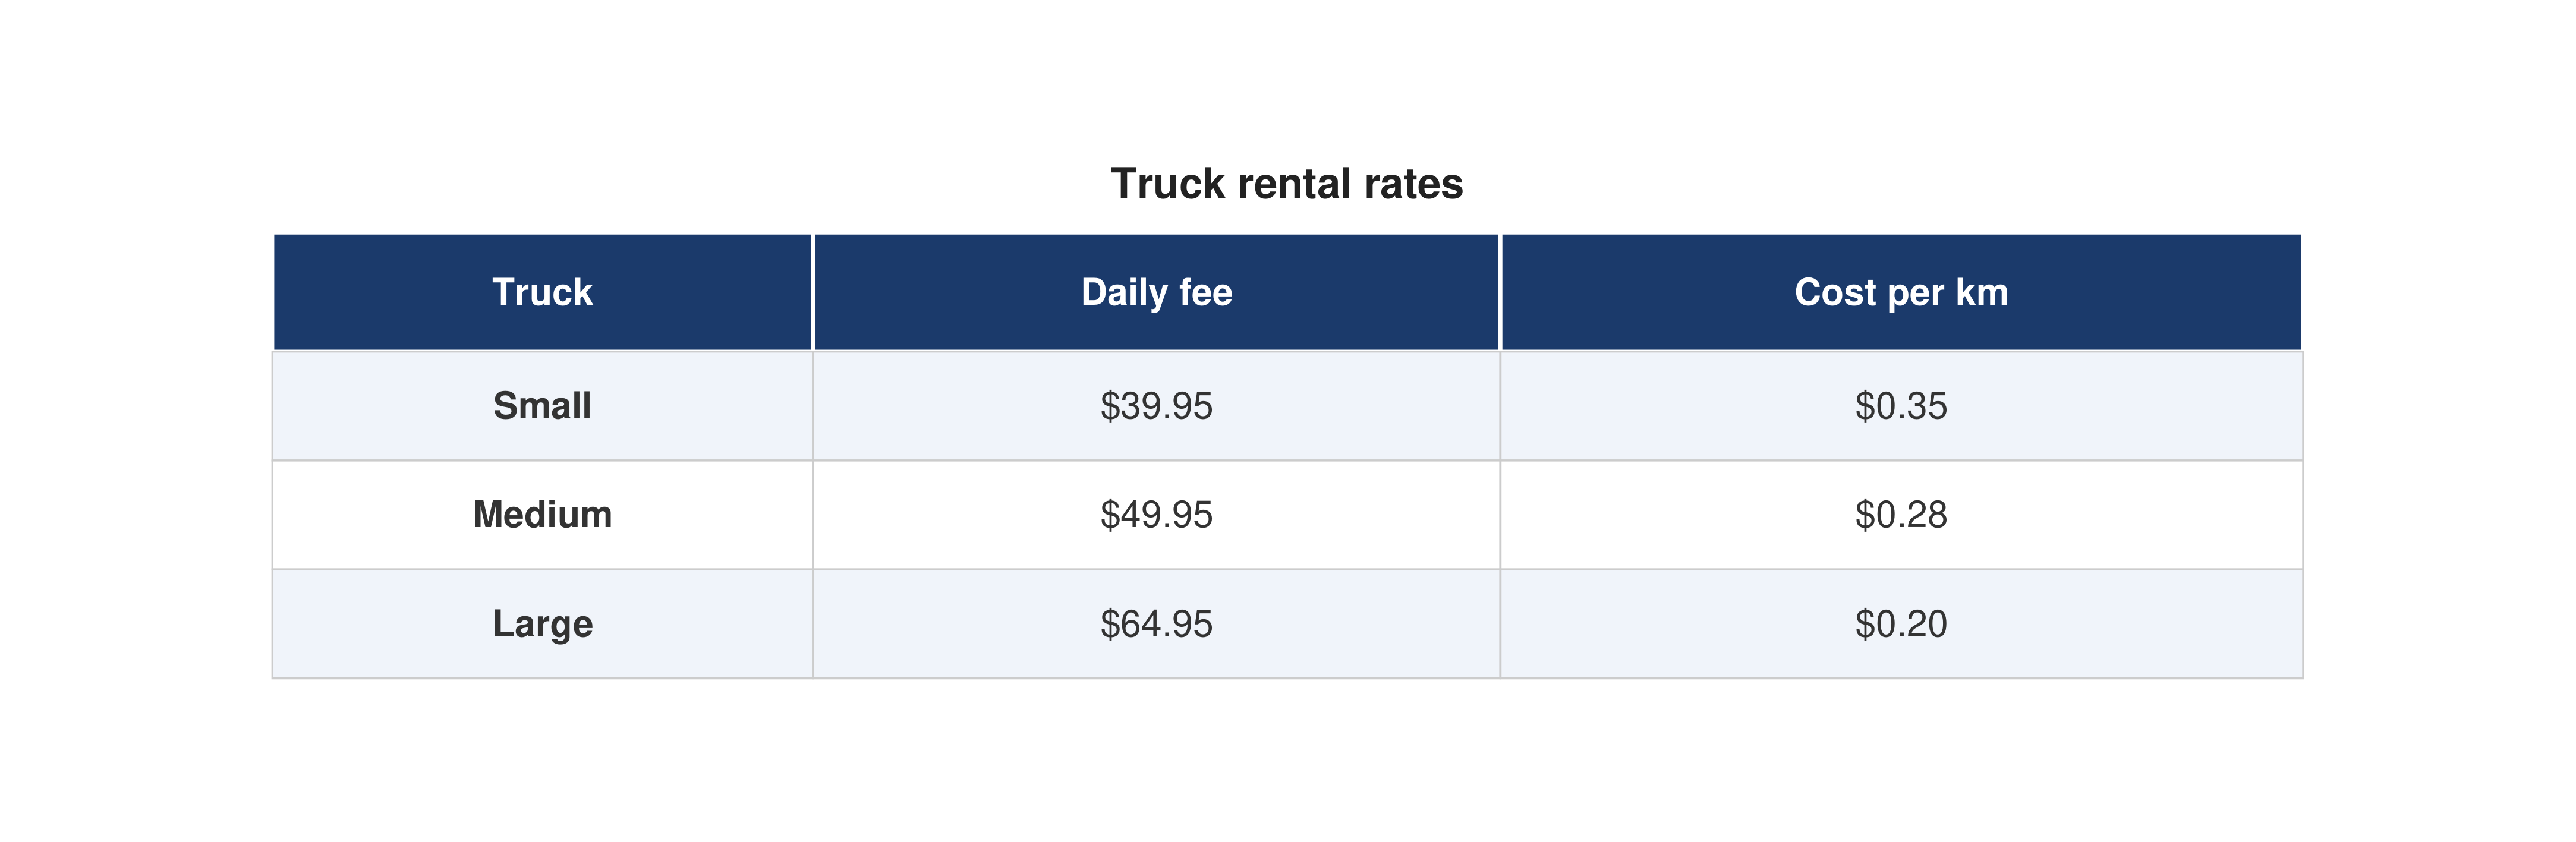 Truck rental rates
Truck Daily fee Cost per km
Small $39.95 $0.35
Medium $49.95 $0.28
Large $64.95 $0.20